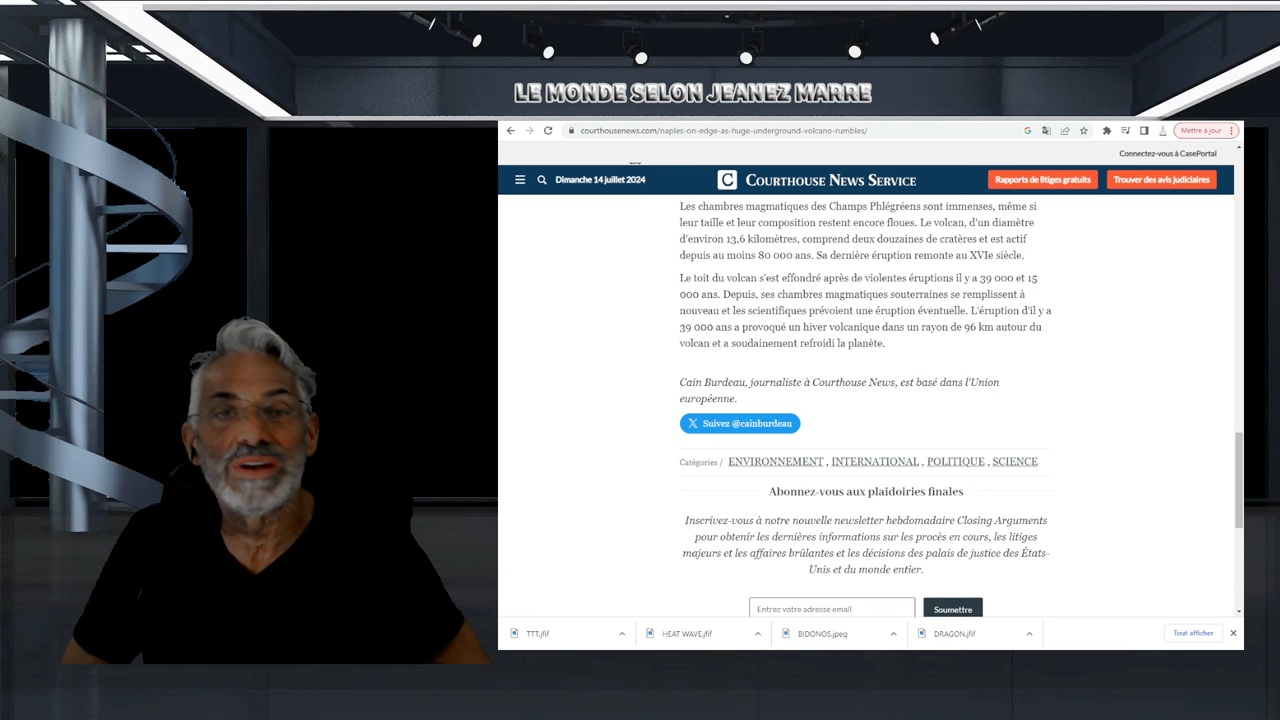 LE MONDE SELON JEANEZ MARRE
courthousenews.com/naples-on-edge-as-huge-underground-volcano-rumbles/
Mettre à jour
Connectez-vous à CasePortal
Dimanche 14 juillet 2024
C COURTHOUSE NEWS SERVICE
Rapports de litiges gratuits
Trouver des avis judiciaires
Les chambres magmatiques des Champs Phlégréens sont immenses, même si
leur taille et leur composition restent encore floues. Le volcan, d'un diamètre
d'environ 13,6 kilomètres, comprend deux douzaines de cratères et est actif
depuis au moins 80 000 ans. Sa dernière éruption remonte au XVIe siècle.
Le toit du volcan s'est effondré après de violentes éruptions il y a 39 000 et 15
000 ans. Depuis, ses chambres magmatiques souterraines se remplissent à
nouveau et les scientifiques prévoient une éruption éventuelle. L'éruption d'il y a
39 000 ans a provoqué un hiver volcanique dans un rayon de 96 km autour du
volcan et a soudainement refroidi la planète.
Cain Burdeau, journaliste à Courthouse News, est basé dans l'Union
européenne.
X Suivez @cainburdeau
Catégories / ENVIRONNEMENT , INTERNATIONAL , POLITIQUE , SCIENCE
Abonnez-vous aux plaidoiries finales
Inscrivez-vous à notre nouvelle newsletter hebdomadaire Closing Arguments
pour obtenir les dernières informations sur les procès en cours, les litiges
majeurs et les affaires brûlantes et les décisions des palais de justice des États-
Unis et du monde entier.
Entrez votre adresse email
Soumettre
TTT.jfif
HEAT WAVE.jfif
BIDONOS.jpeg
DRAGON.jfif
Tout afficher